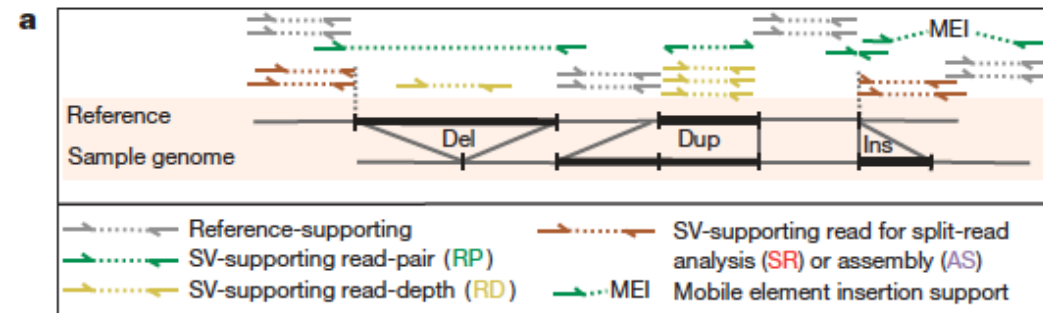 a
MEI
Reference
Del
Dup
Ins
Sample genome
Reference-supporting
SV-supporting read-pair (RP)
SV-supporting read-depth (RD)
SV-supporting read for split-read
analysis (SR) or assembly (AS)
MEI Mobile element insertion support